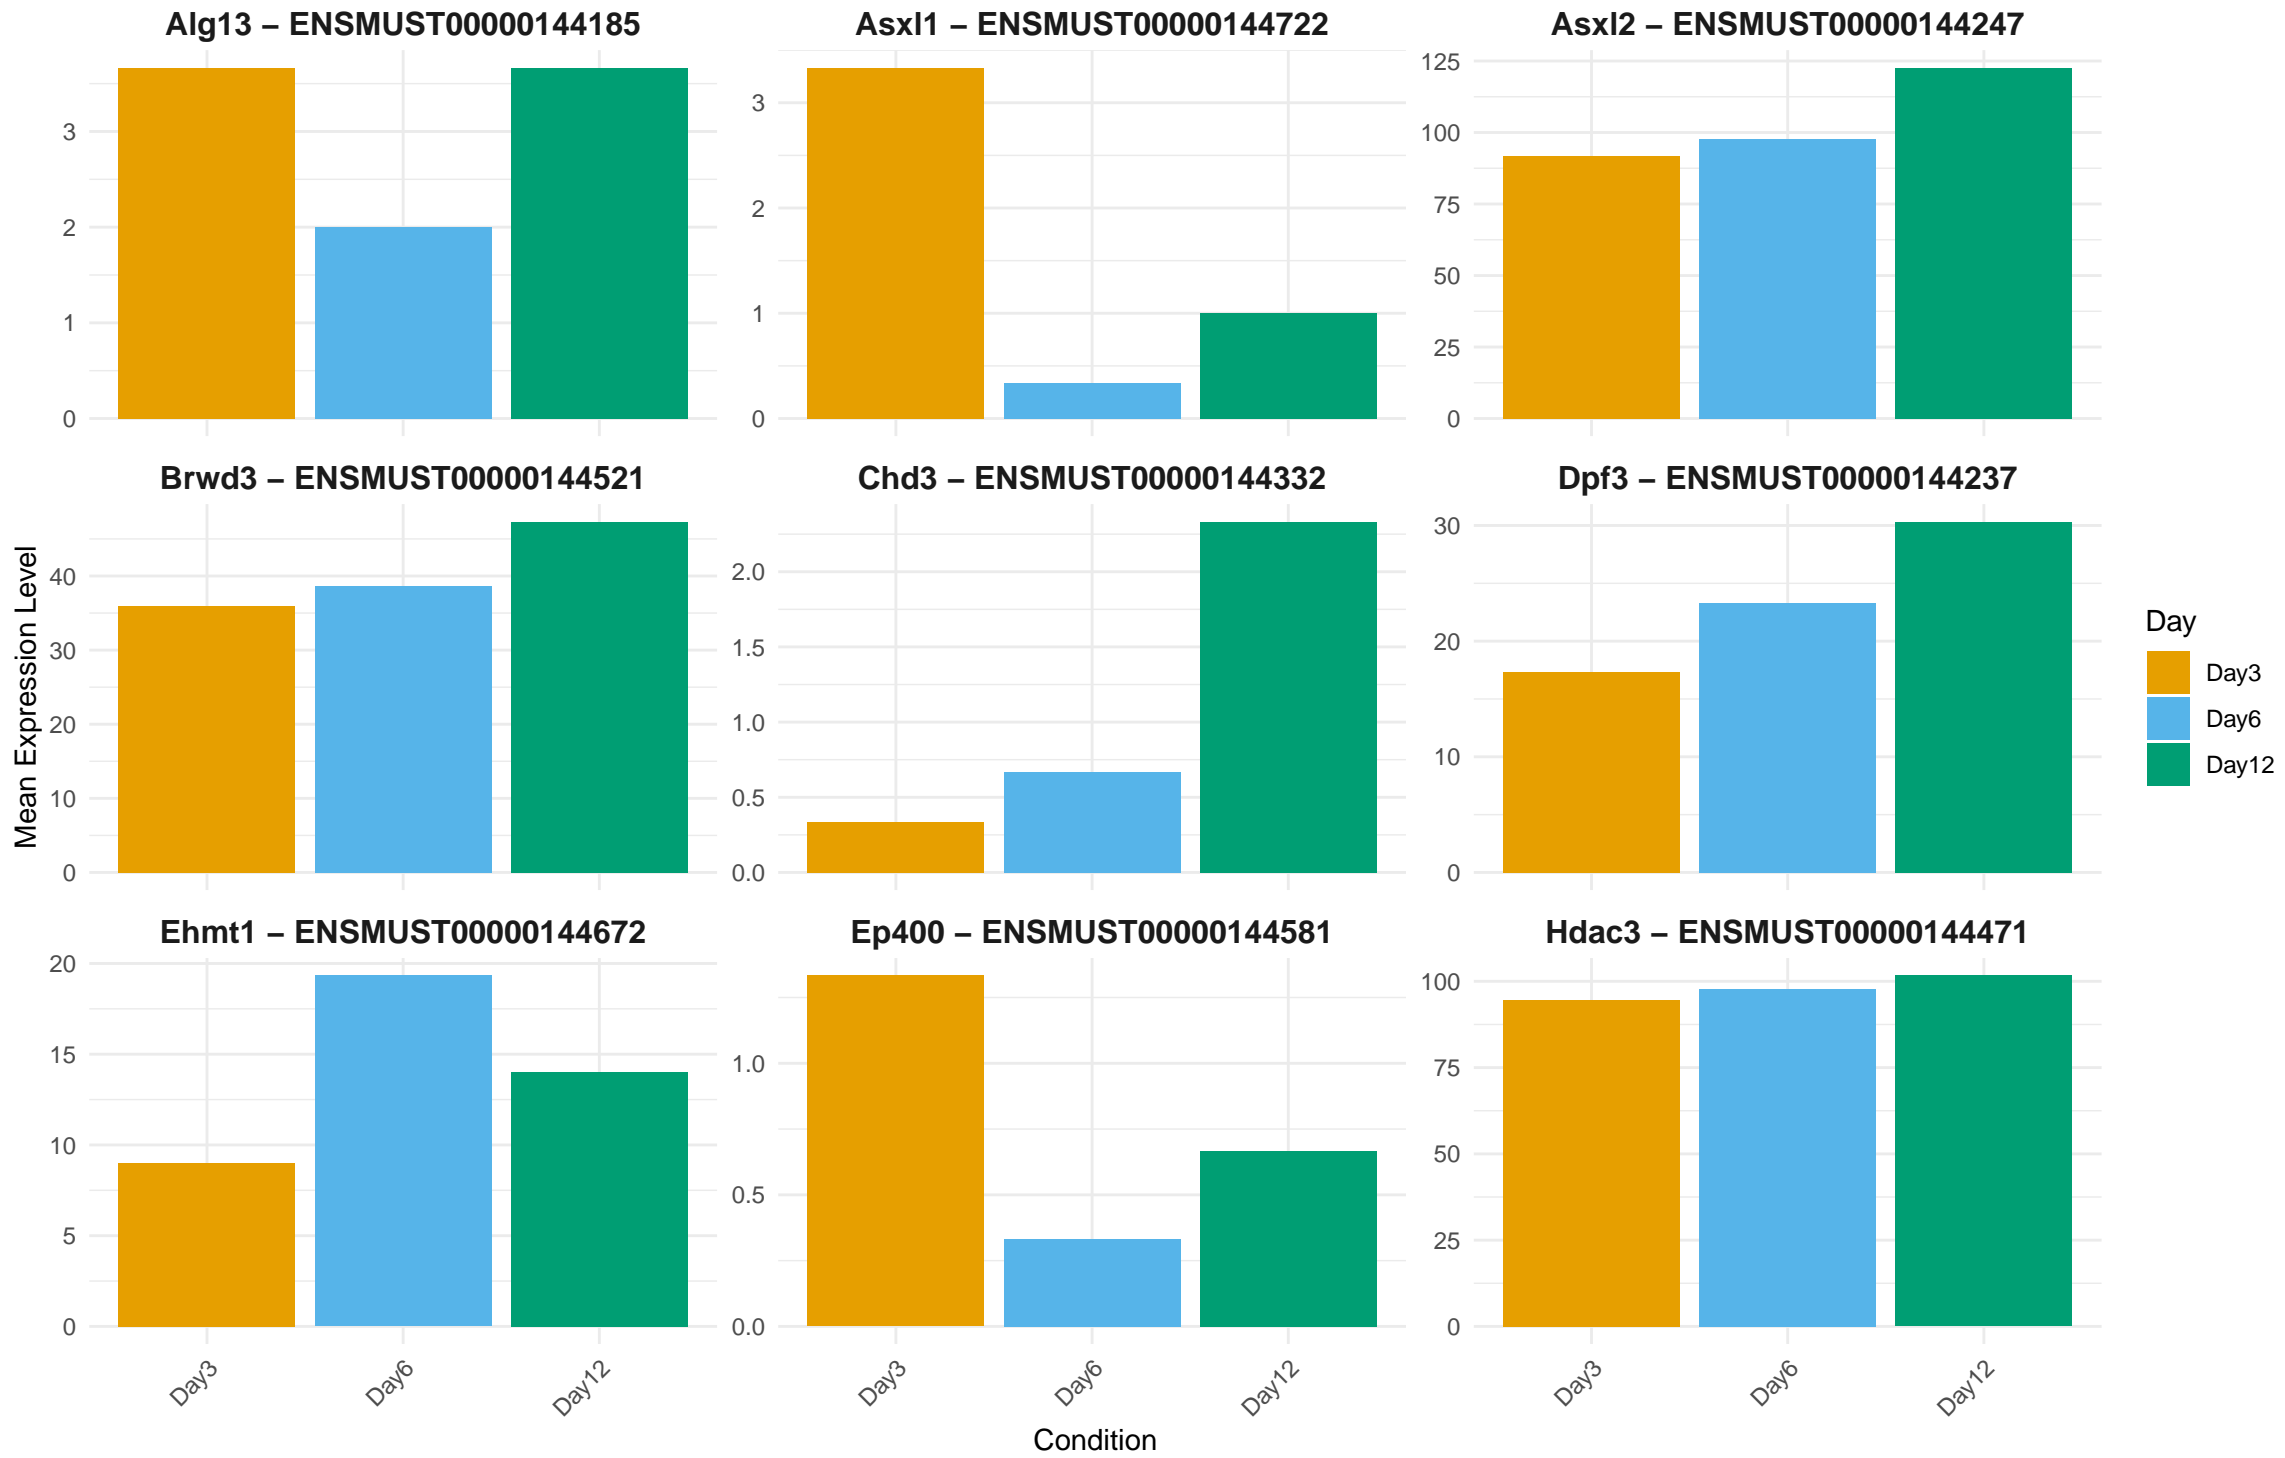 Alg13 – ENSMUST00000144185
Asxl1 – ENSMUST00000144722
Asxl2 – ENSMUST00000144247
3
2
1
0
3
2
1
0
125
100
75
50
25
0
Brwd3 – ENSMUST00000144521
Chd3 – ENSMUST00000144332
Dpf3 – ENSMUST00000144237
40
30
20
10
0
2.0
1.5
1.0
0.5
0.0
30
20
10
0
Mean Expression Level
Ehmt1 – ENSMUST00000144672
Ep400 – ENSMUST00000144581
Hdac3 – ENSMUST00000144471
20
15
10
5
0
1.0
0.5
0.0
100
75
50
25
0
Day3
Day6
Day12
Day3
Day6
Day12
Day3
Day6
Day12
Condition
Day
Day3
Day6
Day12